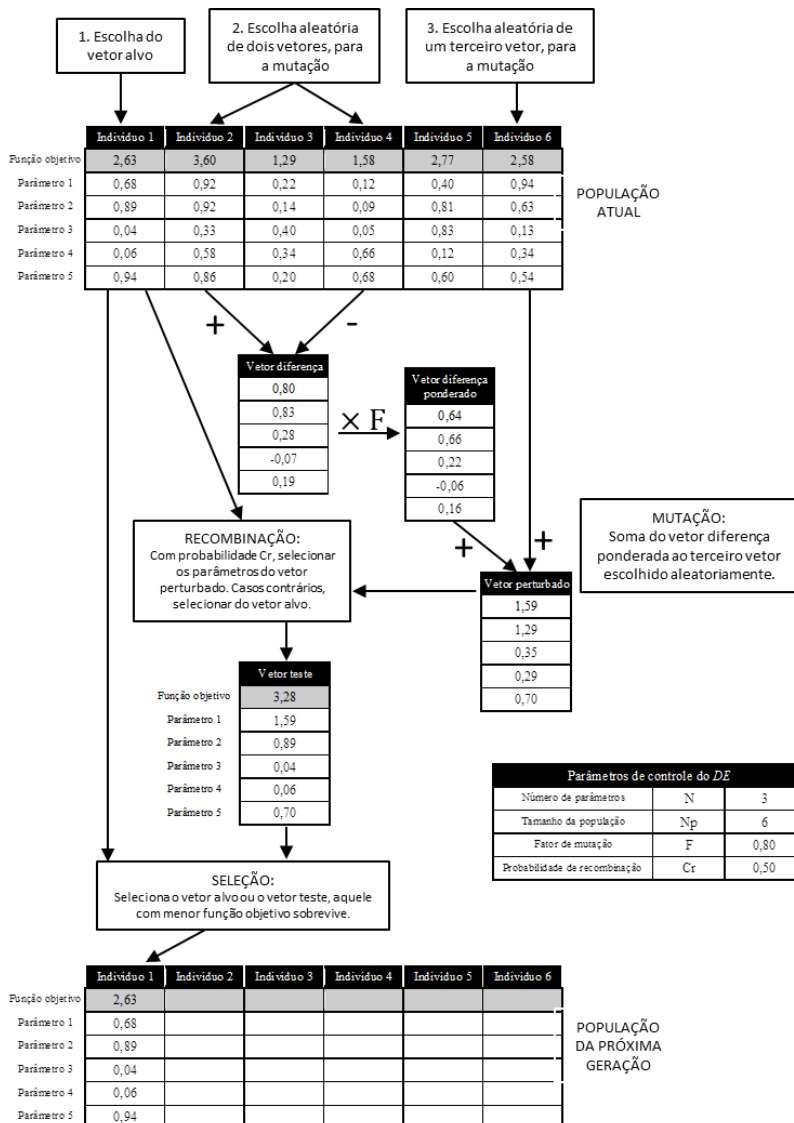 1. Escolha do
vetor alvo
2. Escolha aleatória
de dois vetores, para
a mutação
3. Escolha aleatória de
um terceiro vetor, para
a mutação
Indivíduo 1 Indivíduo 2 Indivíduo 3 Indivíduo 4 Indivíduo 5 Indivíduo 6
Função objetivo 2,63 3,60 1,29 1,58 2,77 2,58
Parâmetro 1 0,68 0,92 0,22 0,12 0,40 0,94
Parâmetro 2 0,89 0,92 0,14 0,09 0,81 0,63
Parâmetro 3 0,04 0,33 0,40 0,05 0,83 0,13
Parâmetro 4 0,06 0,58 0,34 0,66 0,12 0,34
Parâmetro 5 0,94 0,86 0,20 0,68 0,60 0,54
POPULAÇÃO
ATUAL
+ -
Vetor diferença
0,80
0,83
0,28
-0,07
0,19
× F
Vetor diferença
ponderado
0,64
0,66
0,22
-0,06
0,16
+ +
MUTAÇÃO:
Soma do vetor diferença
ponderada ao terceiro vetor
escolhido aleatoriamente.
RECOMBINAÇÃO:
Com probabilidade Cr, selecionar
os parâmetros do vetor
perturbado. Casos contrários,
selecionar do vetor alvo.
Vetor perturbado
1,59
1,29
0,35
0,29
0,70
Vetor teste
Função objetivo 3,28
Parâmetro 1 1,59
Parâmetro 2 0,89
Parâmetro 3 0,04
Parâmetro 4 0,06
Parâmetro 5 0,70
Parâmetros de controle do DE
Número de parâmetros N 3
Tamanho da população Np 6
Fator de mutação F 0,80
Probabilidade de recombinação Cr 0,50
SELEÇÃO:
Seleciona o vetor alvo ou o vetor teste, aquele
com menor função objetivo sobrevive.
Indivíduo 1 Indivíduo 2 Indivíduo 3 Indivíduo 4 Indivíduo 5 Indivíduo 6
Função objetivo 2,63
Parâmetro 1 0,68
Parâmetro 2 0,89
Parâmetro 3 0,04
Parâmetro 4 0,06
Parâmetro 5 0,94
POPULAÇÃO
DA PRÓXIMA
GERAÇÃO